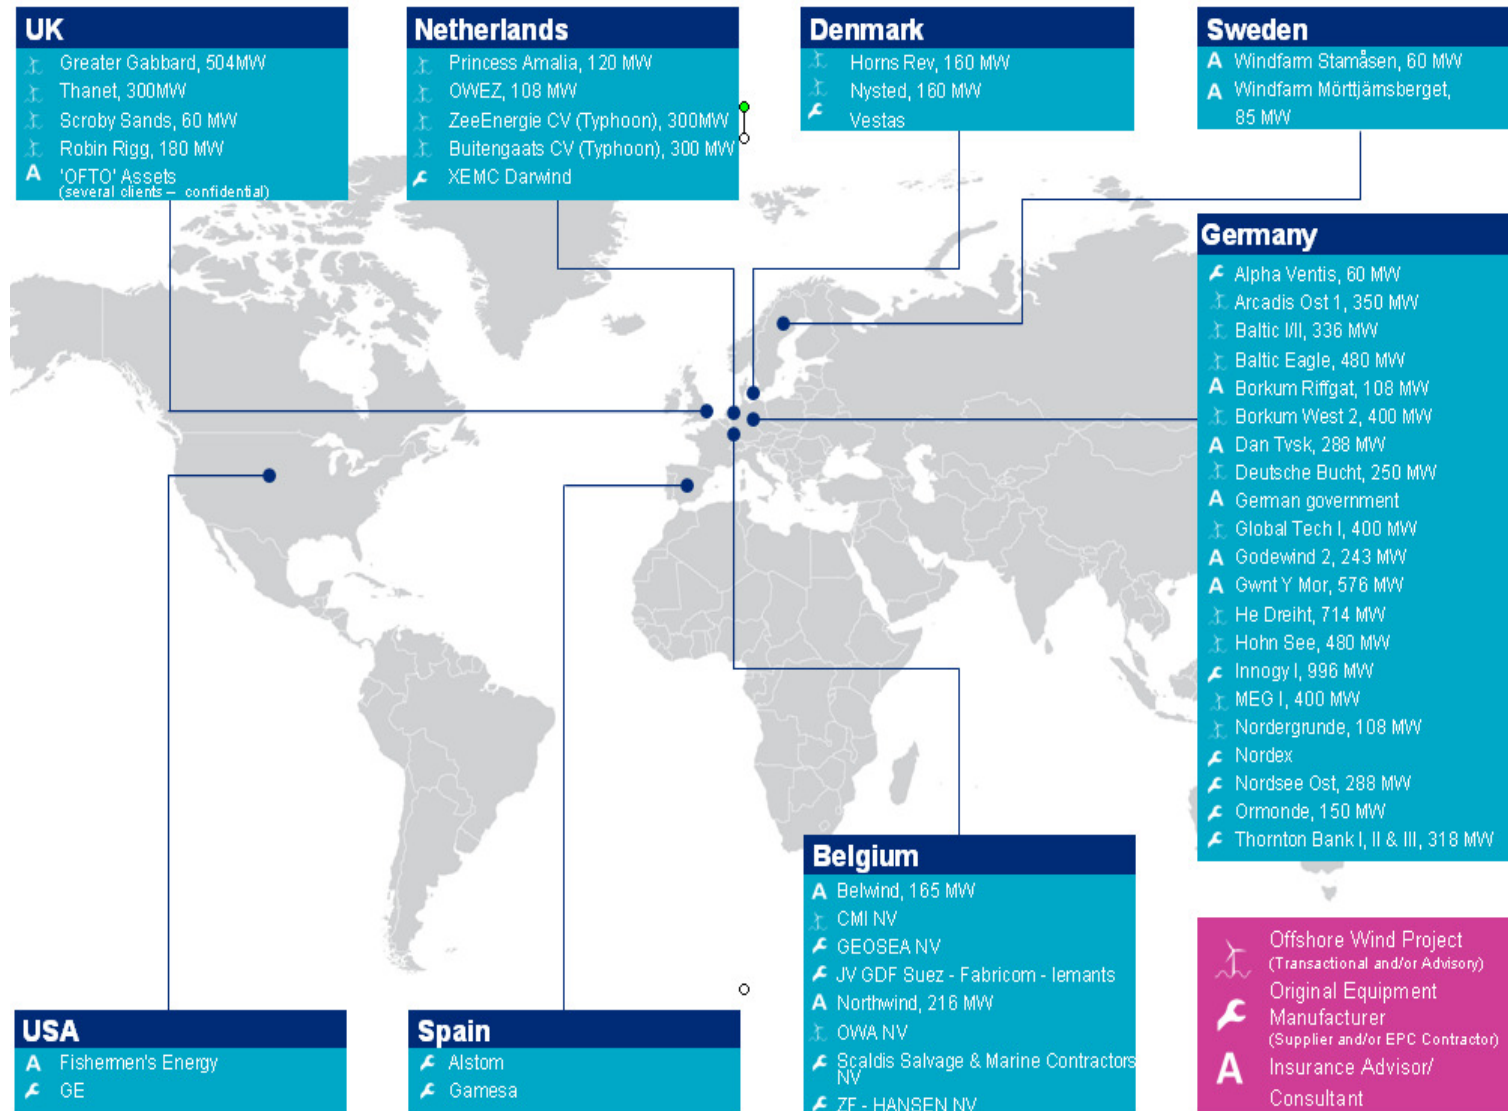 UK
Greater Gabbard, 504MW
Thanet, 300MW
Scroby Sands, 60 MW
Robin Rigg, 180 MW
A 'OFTO' Assets
(several clients – confidential)
Netherlands
Princess Amalia, 120 MW
OWEZ, 108 MW
ZeeEnergie CV (Typhoon), 300MW
Buitengaats CV (Typhoon), 300 MW
XEMC Darwind
Denmark
Horns Rev, 160 MW
Nysted, 160 MW
Vestas
Sweden
A Windfarm Stamåsen, 60 MW
A Windfarm Mörttjärnsberget,
85 MW
Germany
Alpha Ventis, 60 MW
Arcadis Ost 1, 350 MW
Baltic I/II, 336 MW
Baltic Eagle, 480 MW
A Borkum Riffgat, 108 MW
Borkum West 2, 400 MW
A Dan Tysk, 288 MW
Deutsche Bucht, 250 MW
A German government
Global Tech I, 400 MW
A Godewind 2, 243 MW
A Gwnt Y Mor, 576 MW
He Dreiht, 714 MW
Hohn See, 480 MW
Innogy I, 996 MW
MEG I, 400 MW
Nordergrunde, 108 MW
Nordex
Nordsee Ost, 288 MW
Ormonde, 150 MW
Thornton Bank I, II & III, 318 MW
Belgium
A Belwind, 165 MW
CMI NV
GEOSEA NV
JV GDF Suez - Fabricom - Iemants
A Northwind, 216 MW
OWA NV
Scaldis Salvage & Marine Contractors
NV
ZF - HANSEN NV
USA
A Fishermen's Energy
GE
Spain
Alstom
Gamesa
Offshore Wind Project
(Transactional and/or Advisory)
Original Equipment
Manufacturer
(Supplier and/or EPC Contractor)
A Insurance Advisor/
Consultant